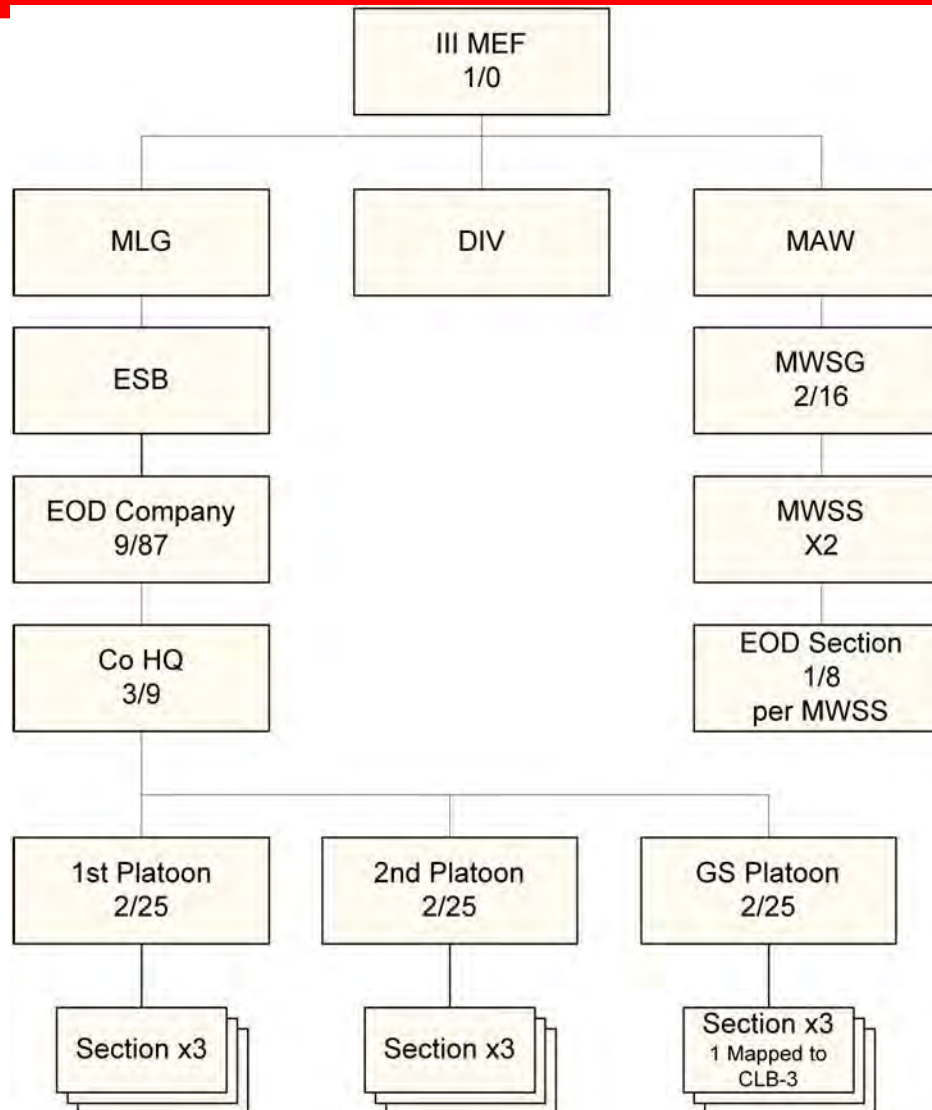 III MEF
1/0
MLG
DIV
MAW
ESB
MWSG
2/16
EOD Company
9/87
MWSS
X2
Co HQ
3/9
EOD Section
1/8
per MWSS
1st Platoon
2/25
2nd Platoon
2/25
GS Platoon
2/25
Section x3
Section x3
Section x3
1 Mapped to
CLB-3